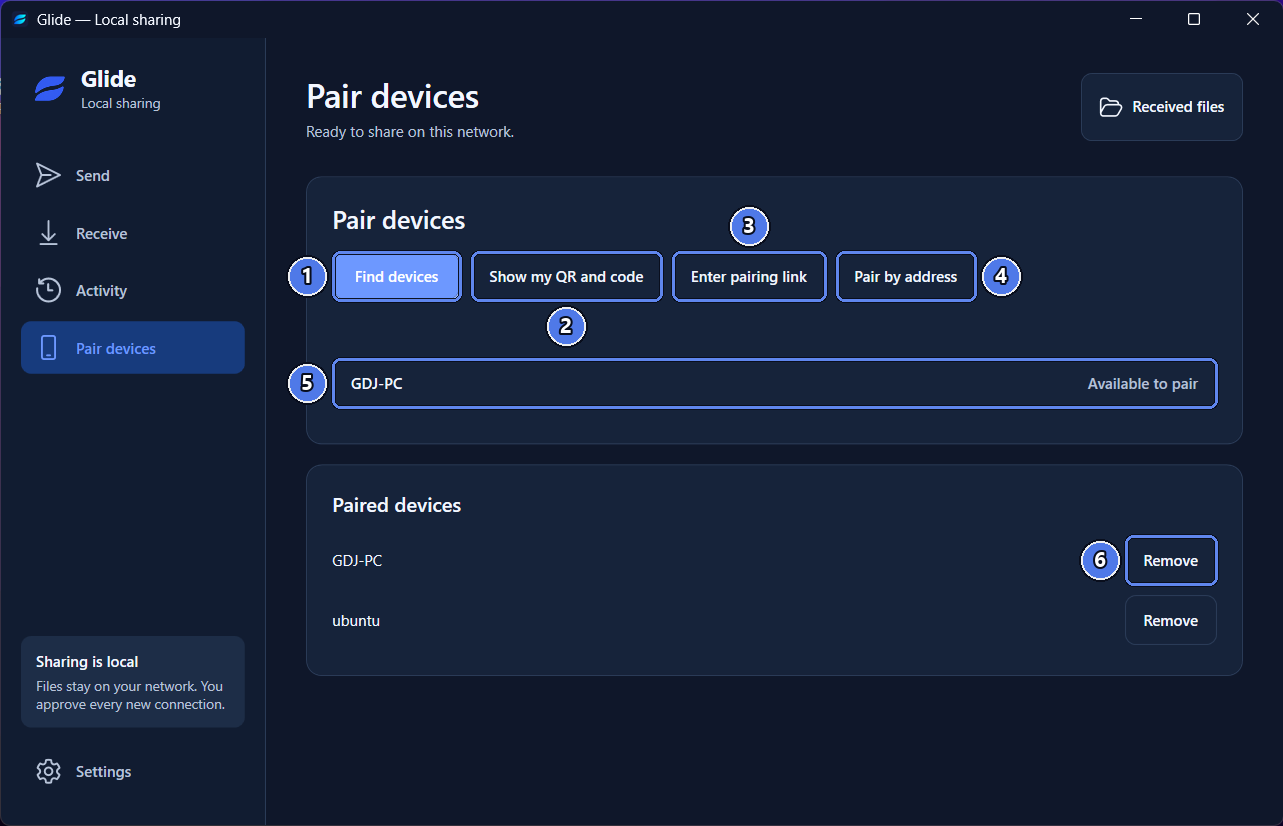 Glide — Local sharing
Glide
Local sharing
Send
Receive
Activity
Pair devices
Sharing is local
Files stay on your network. You
approve every new connection.
Settings
Pair devices
Ready to share on this network.
Received files
Pair devices
3
1 Find devices Show my QR and code Enter pairing link Pair by address 4
2
5 GDJ-PC Available to pair
Paired devices
GDJ-PC 6 Remove
ubuntu Remove